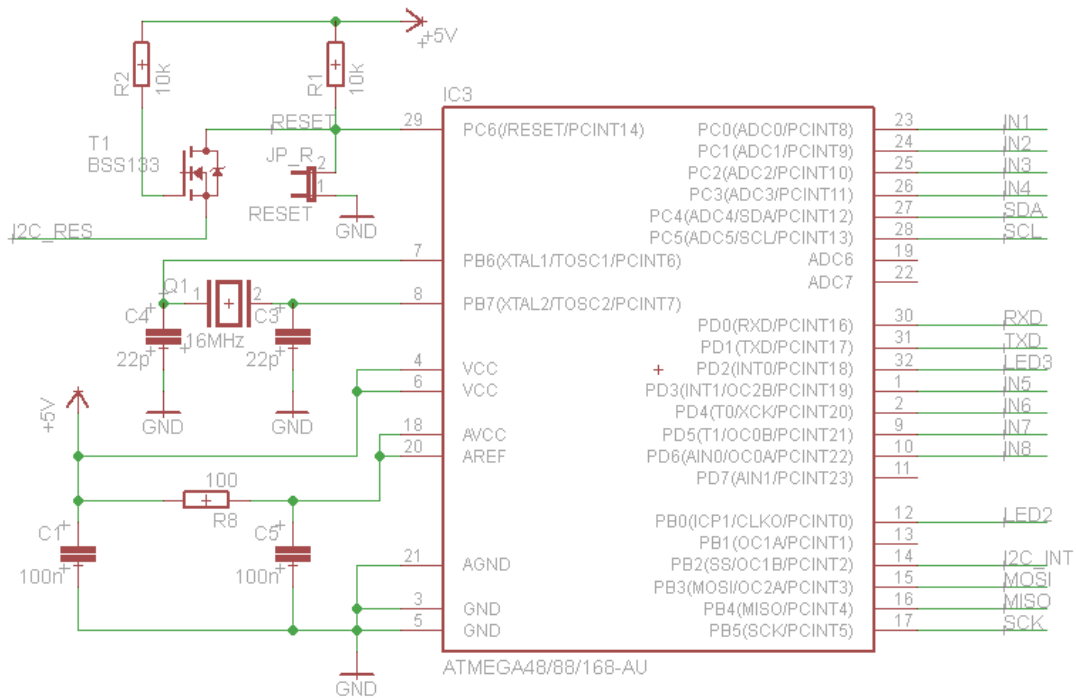 +5V
R2
10k
R1
10k
IC3
RESET
29
PC6(/RESET/PCINT14)
PC0(ADC0/PCINT8)
23
IN1
T1
BSS133
JP_R
2
1
RESET
GND
I2C_RES
PC1(ADC1/PCINT9)
24
IN2
PC2(ADC2/PCINT10)
25
IN3
PC3(ADC3/PCINT11)
26
IN4
PC4(ADC4/SDA/PCINT12)
27
SDA
PC5(ADC5/SCL/PCINT13)
28
SCL
7
PB6(XTAL1/TOSC1/PCINT6)
ADC6
19
ADC7
22
Q1
1
2
16MHz
8
PB7(XTAL2/TOSC2/PCINT7)
C4
22p
C3
22p
GND
GND
PD0(RXD/PCINT16)
30
RXD
PD1(TXD/PCINT17)
31
TXD
4
VCC
PD2(INT0/PCINT18)
32
LED3
6
VCC
PD3(INT1/OC2B/PCINT19)
1
IN5
PD4(T0/XCK/PCINT20)
2
IN6
+5V
18
AVCC
PD5(T1/OC0B/PCINT21)
9
IN7
20
AREF
PD6(AIN0/OC0A/PCINT22)
10
IN8
PD7(AIN1/PCINT23)
11
100
R8
C1
100n
C5
100n
PB0(ICP1/CLKO/PCINT0)
12
LED2
PB1(OC1A/PCINT1)
13
21
AGND
PB2(SS/OC1B/PCINT2)
14
I2C_INT
PB3(MOSI/OC2A/PCINT3)
15
MOSI
3
GND
PB4(MISO/PCINT4)
16
MISO
5
GND
PB5(SCK/PCINT5)
17
SCK
ATMEGA48/88/168-AU
GND